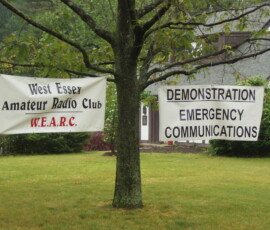 West Essex
Amateur Radio Club
W.E.A.R.C.
DEMONSTRATION
EMERGENCY
COMMUNICATIONS